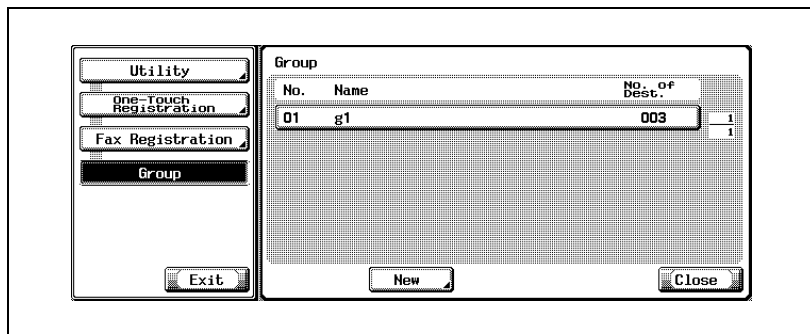 Utility
One-Touch
Registration
Fax Registration
Group
Exit
Group
No. Name No. of
Dest.
01 g1 003
1
1
New
Close